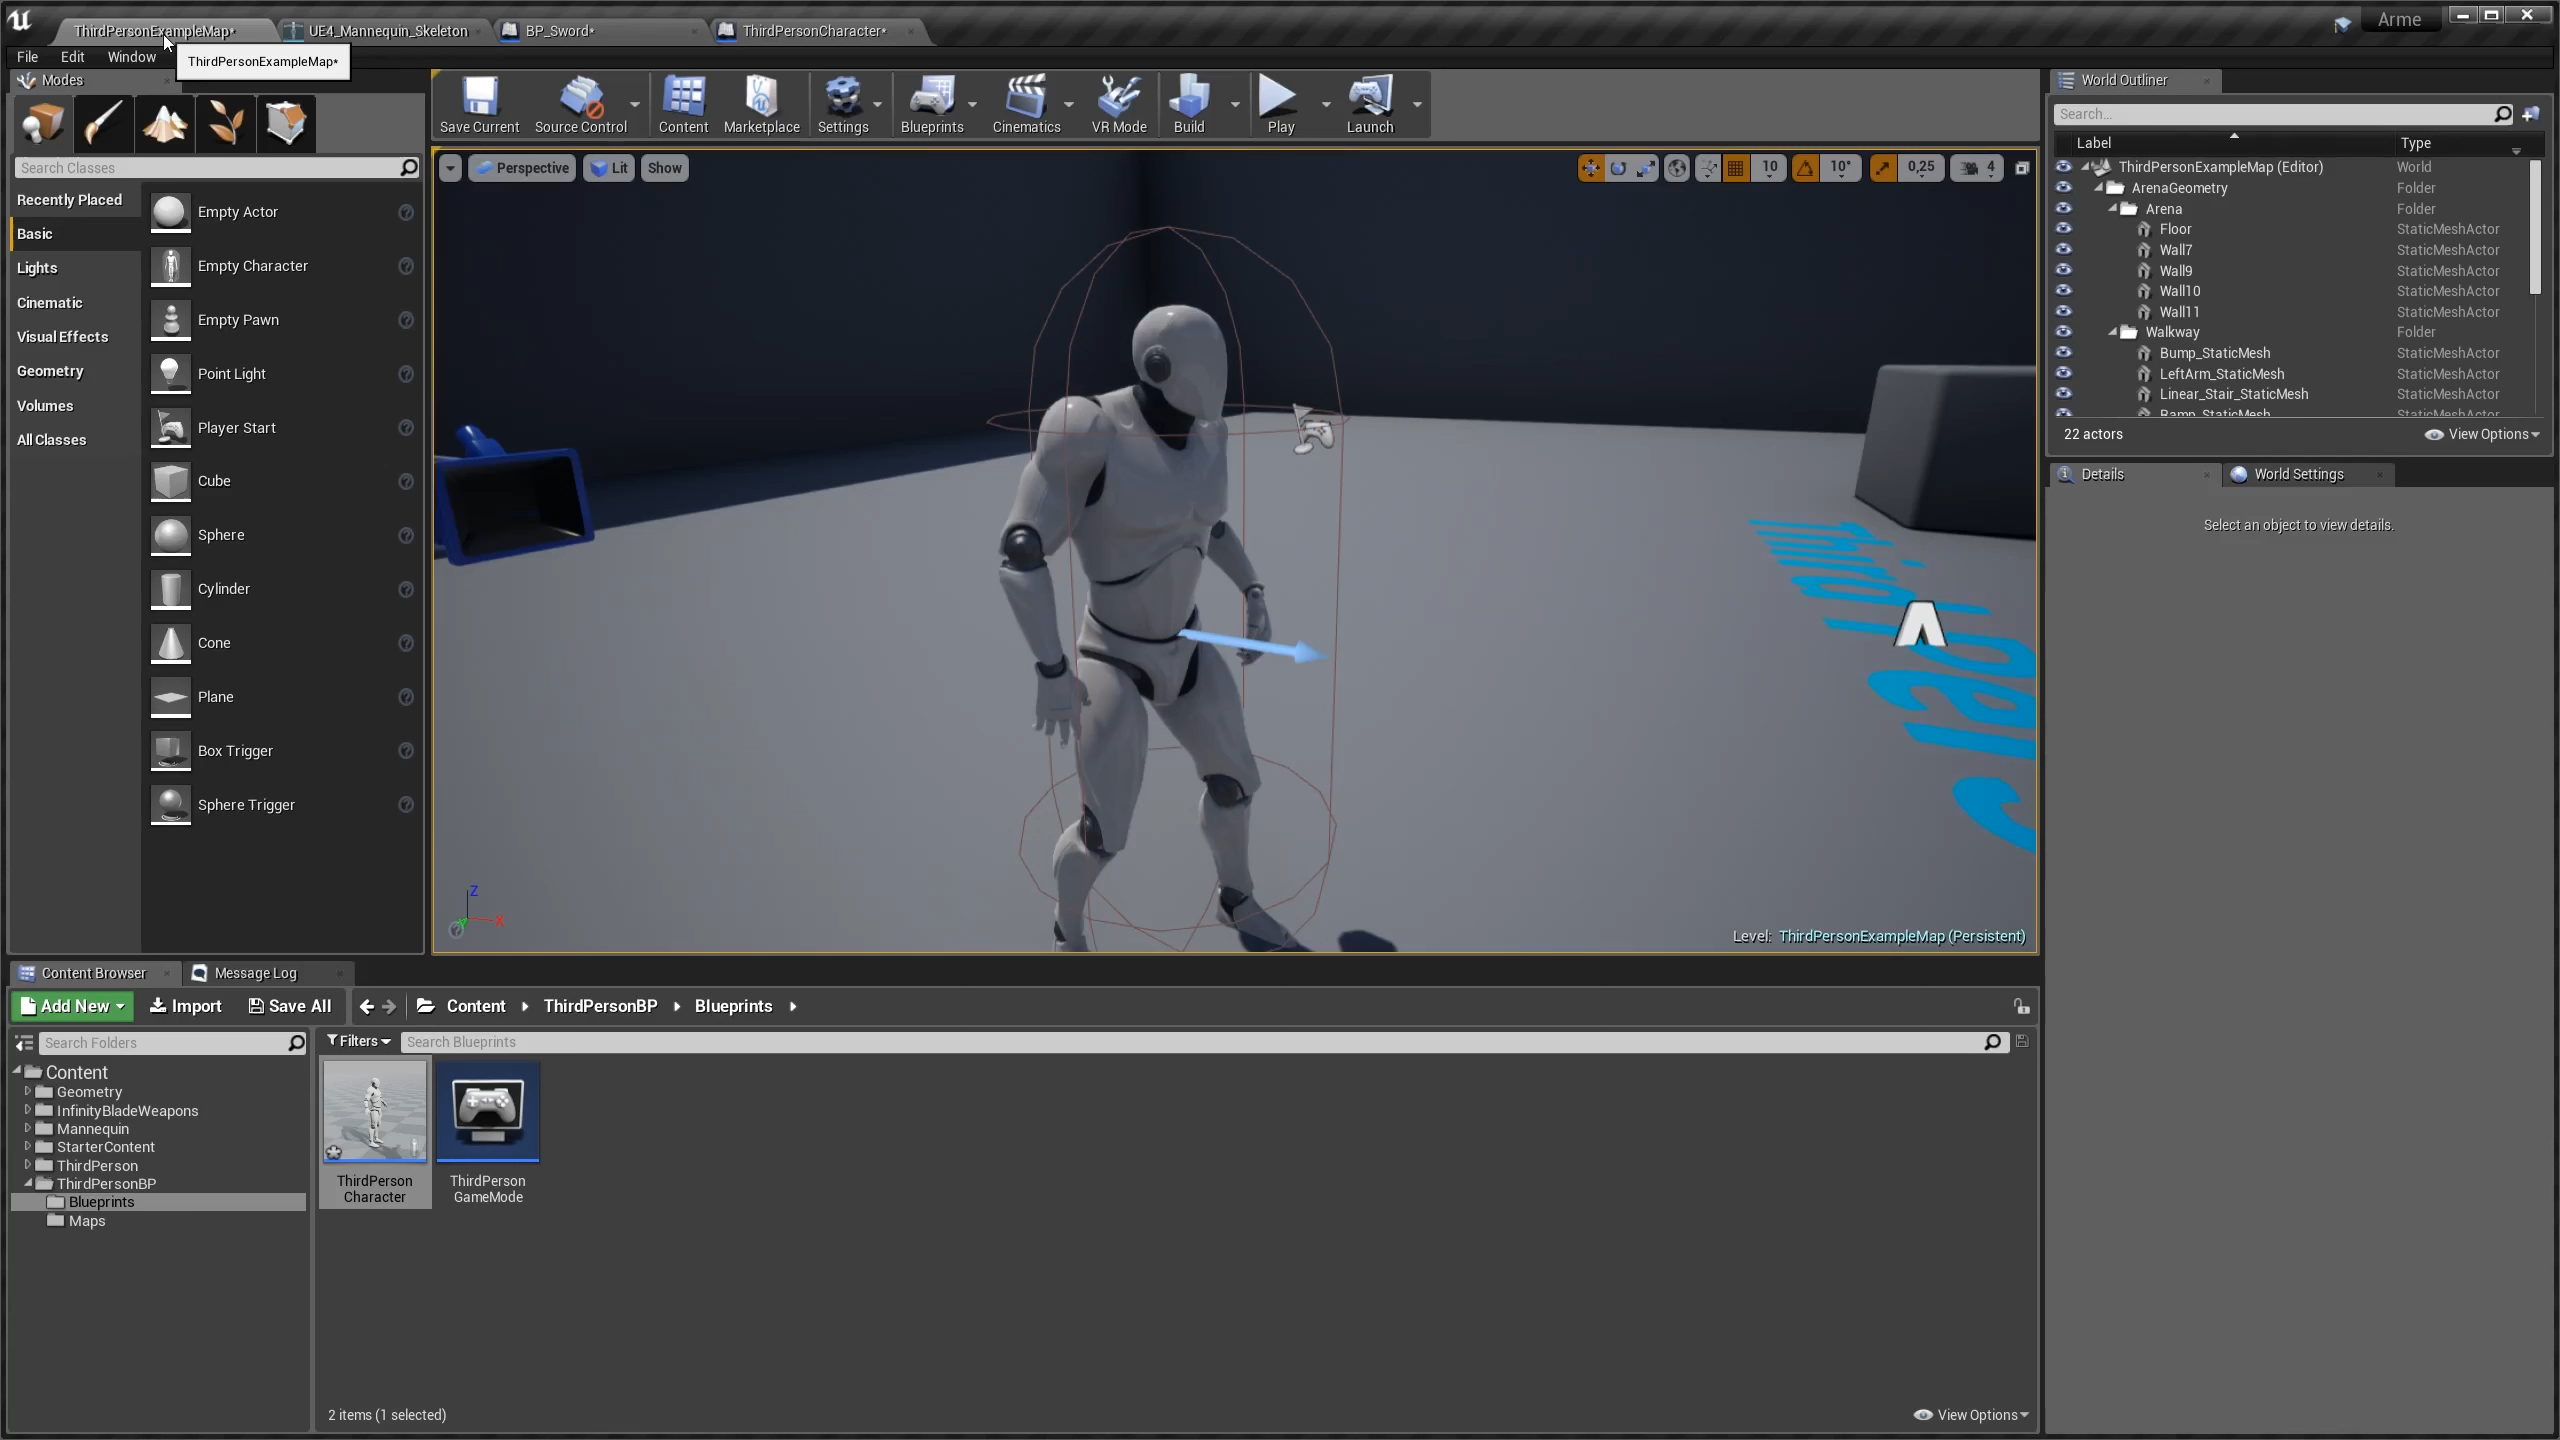 ThirdPersonExampleMap*
UE4_Mannequin_Skeleton
BP_Sword*
ThirdPersonCharacter*
Arme
File
Edit
Window
ThirdPersonExampleMap*
Modes
Search Classes
Recently Placed
Basic
Lights
Cinematic
Visual Effects
Geometry
Volumes
All Classes
Empty Actor
Empty Character
Empty Pawn
Point Light
Player Start
Cube
Sphere
Cylinder
Cone
Plane
Box Trigger
Sphere Trigger
Save Current
Source Control
Content
Marketplace
Settings
Blueprints
Cinematics
VR Mode
Build
Play
Launch
Perspective
Lit
Show
10
10°
0,25
4
Z
X
Level: ThirdPersonExampleMap (Persistent)
World Outliner
Search...
Label
Type
ThirdPersonExampleMap (Editor) World
ArenaGeometry Folder
Arena Folder
Floor StaticMeshActor
Wall7 StaticMeshActor
Wall9 StaticMeshActor
Wall10 StaticMeshActor
Wall11 StaticMeshActor
Walkway Folder
Bump_StaticMesh StaticMeshActor
LeftArm_StaticMesh StaticMeshActor
Linear_Stair_StaticMesh StaticMeshActor
Ramp_StaticMesh StaticMeshActor
22 actors
View Options
Details
World Settings
Select an object to view details.
Content Browser
Message Log
Add New
Import
Save All
Content
ThirdPersonBP
Blueprints
Search Folders
Filters
Search Blueprints
Content
Geometry
InfinityBladeWeapons
Mannequin
StarterContent
ThirdPerson
ThirdPersonBP
Blueprints
Maps
ThirdPerson
Character
ThirdPerson
GameMode
2 items (1 selected)
View Options